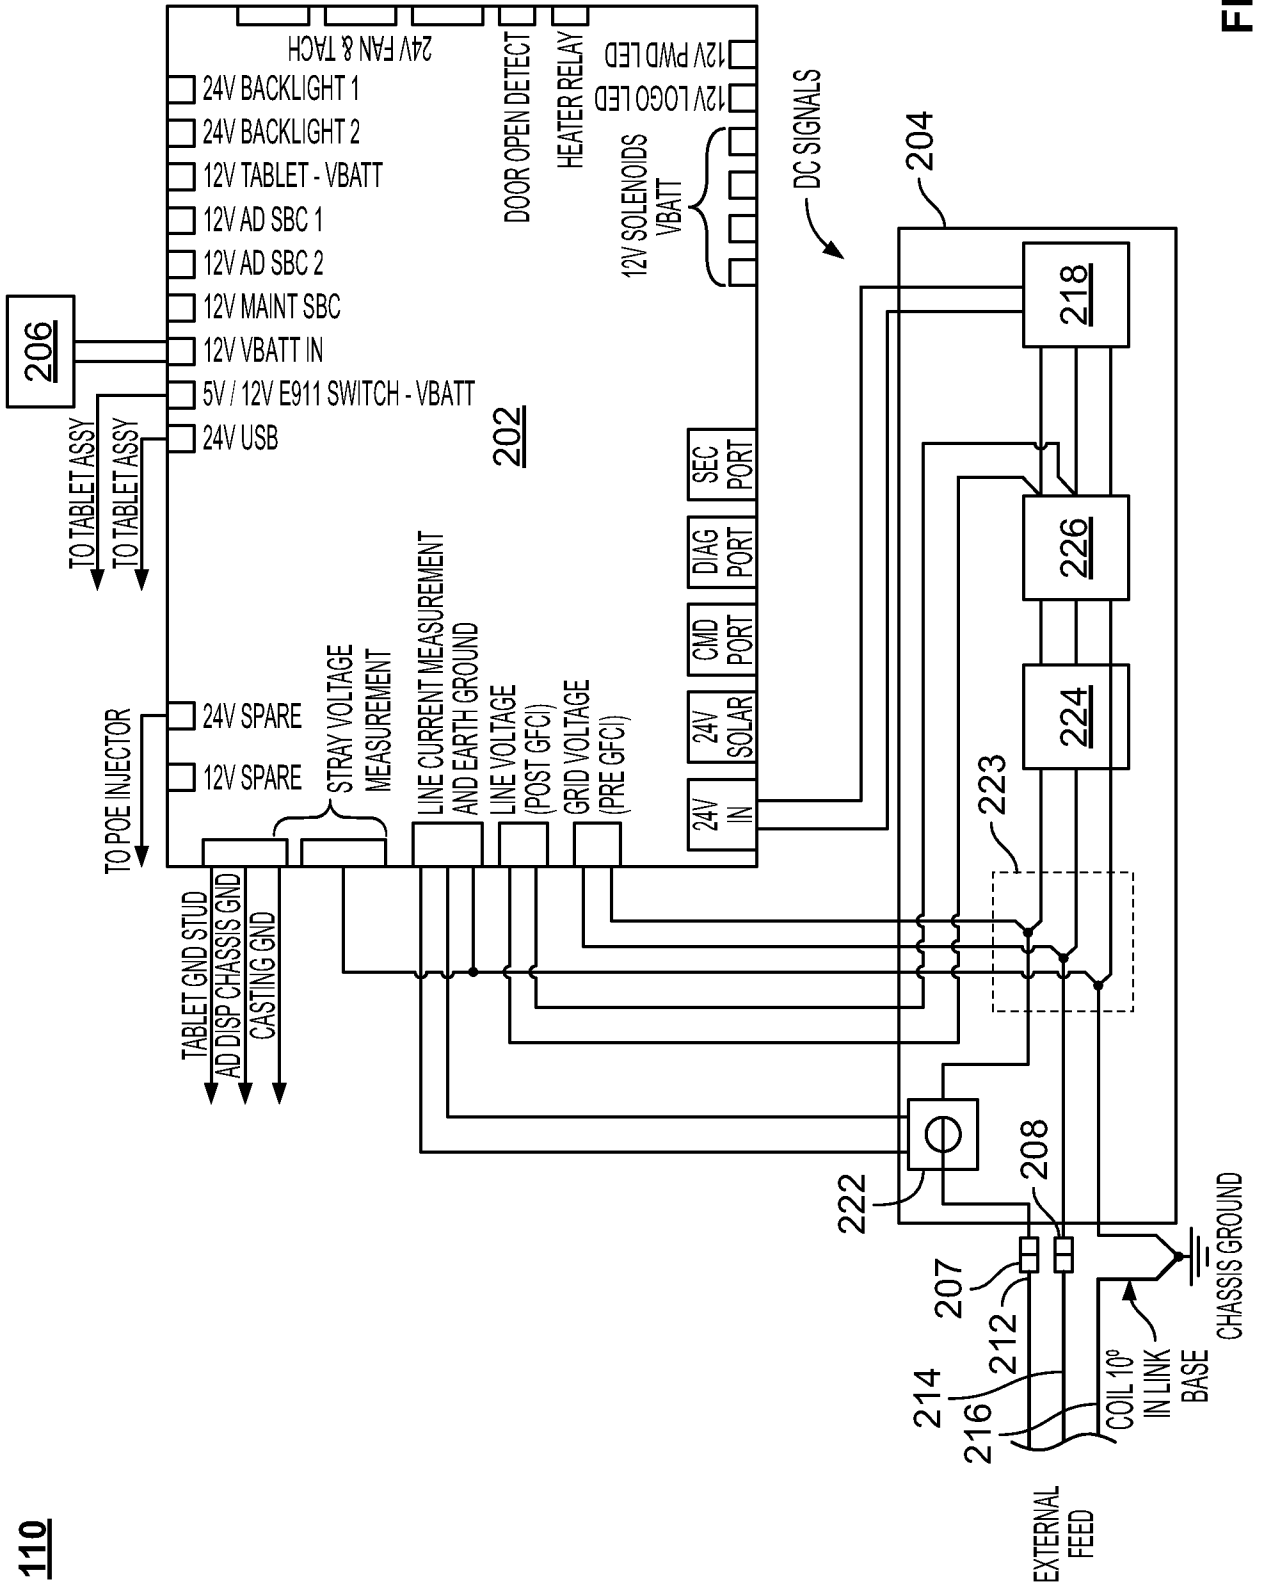 110
FI
206
24V BACKLIGHT 1
24V BACKLIGHT 2
12V TABLET - VBATT
12V AD SBC 1
12V AD SBC 2
12V MAINT SBC
12V VBATT IN
5V / 12V E911 SWITCH - VBATT
24V USB
24V SPARE
12V SPARE
TO TABLET ASSY
TO TABLET ASSY
TO POE INJECTOR
24V FAN & TACH
DOOR OPEN DETECT
HEATER RELAY
12V PWD LED
12V LOGO LED
12V SOLENOIDS
VBATT
202
STRAY VOLTAGE
MEASUREMENT
LINE CURRENT MEASUREMENT
AND EARTH GROUND
LINE VOLTAGE
(POST GFCI)
GRID VOLTAGE
(PRE GFCI)
SEC
PORT
DIAG
PORT
CMD
PORT
24V
SOLAR
24V
IN
TABLET GND STUD
AD DISP CHASSIS GND
CASTING GND
DC SIGNALS
204
218
226
224
223
222
208
207
212
214
216
COIL 10º
IN LINK
BASE
CHASSIS GROUND
EXTERNAL
FEED